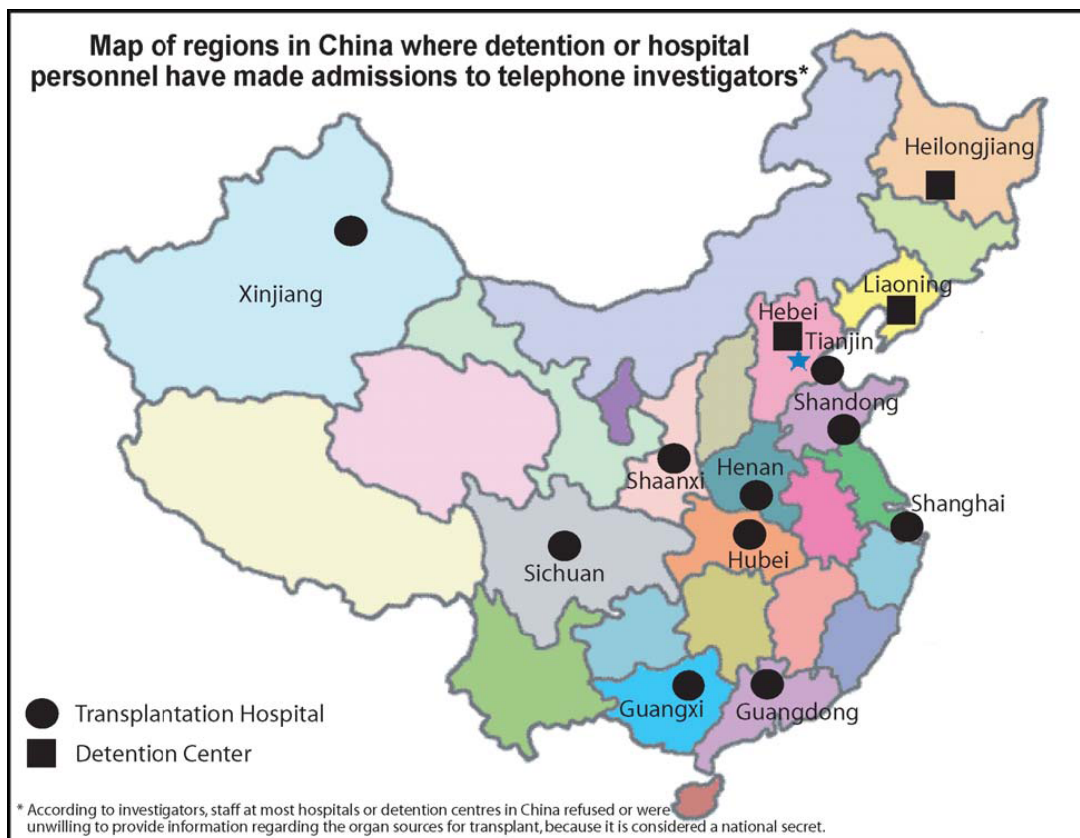 Map of regions in China where detention or hospital
personnel have made admissions to telephone investigators*
Heilongjiang
Xinjiang
Liaoning
Hebei
Tianjin
Shandong
Shaanxi
Henan
Shanghai
Hubei
Sichuan
Guangxi
Guangdong
Transplantation Hospital
Detention Center
* According to investigators, staff at most hospitals or detention centres in China refused or were
unwilling to provide information regarding the organ sources for transplant, because it is considered a national secret.